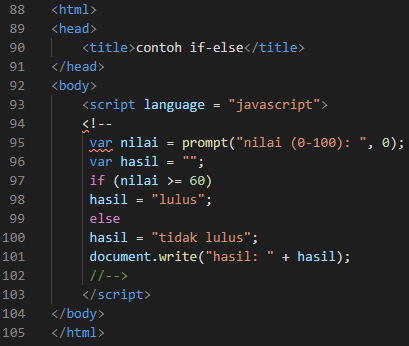 88 <html>
89 <head>
90 <title>contoh if-else</title>
91 </head>
92 <body>
93 <script language = "javascript">
94 <!--
95 var nilai = prompt("nilai (0-100): ", 0);
96 var hasil = "";
97 if (nilai >= 60)
98 hasil = "lulus";
99 else
100 hasil = "tidak lulus";
101 document.write("hasil: " + hasil);
102 //-->
103 </script>
104 </body>
105 </html>